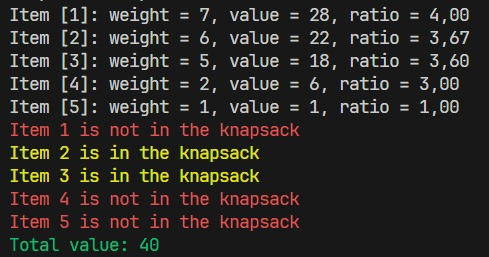 Item [1]: weight = 7, value = 28, ratio = 4,00
Item [2]: weight = 6, value = 22, ratio = 3,67
Item [3]: weight = 5, value = 18, ratio = 3,60
Item [4]: weight = 2, value = 6, ratio = 3,00
Item [5]: weight = 1, value = 1, ratio = 1,00
Item 1 is not in the knapsack
Item 2 is in the knapsack
Item 3 is in the knapsack
Item 4 is not in the knapsack
Item 5 is not in the knapsack
Total value: 40